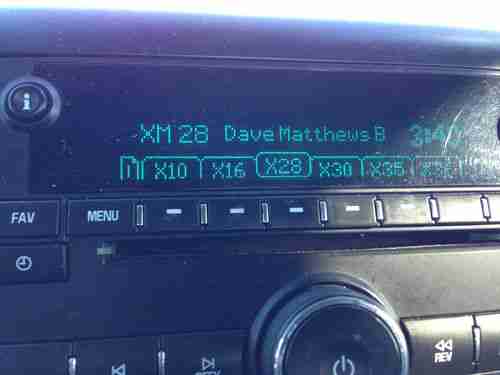 XM 28 Dave Matthews B 3:40
X10 X16 X28 X30 X35
FAV MENU
REV